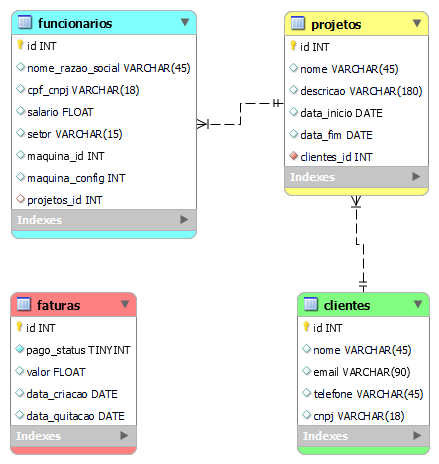 funcionarios
id INT
nome_razao_social VARCHAR(45)
cpf_cnpj VARCHAR(18)
salario FLOAT
setor VARCHAR(15)
maquina_id INT
maquina_config INT
projetos_id INT
Indexes
projetos
id INT
nome VARCHAR(45)
descricao VARCHAR(180)
data_inicio DATE
data_fim DATE
clientes_id INT
Indexes
faturas
id INT
pago_status TINYINT
valor FLOAT
data_criacao DATE
data_quitacao DATE
Indexes
clientes
id INT
nome VARCHAR(45)
email VARCHAR(90)
telefone VARCHAR(45)
cnpj VARCHAR(18)
Indexes